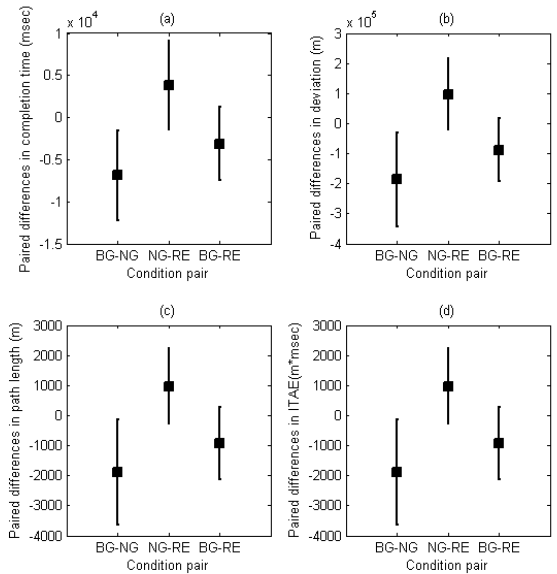 (a)
x 10^4
Paired differences in completion time (msec)
1
0.5
0
-0.5
-1
-1.5
BG-NG NG-RE BG-RE
Condition pair
(b)
x 10^5
Paired differences in deviation (m)
3
2
1
0
-1
-2
-3
-4
BG-NG NG-RE BG-RE
Condition pair
(c)
Paired differences in path length (m)
3000
2000
1000
0
-1000
-2000
-3000
-4000
BG-NG NG-RE BG-RE
Condition pair
(d)
Paired differences in ITAE(m*msec)
3000
2000
1000
0
-1000
-2000
-3000
-4000
BG-NG NG-RE BG-RE
Condition pair